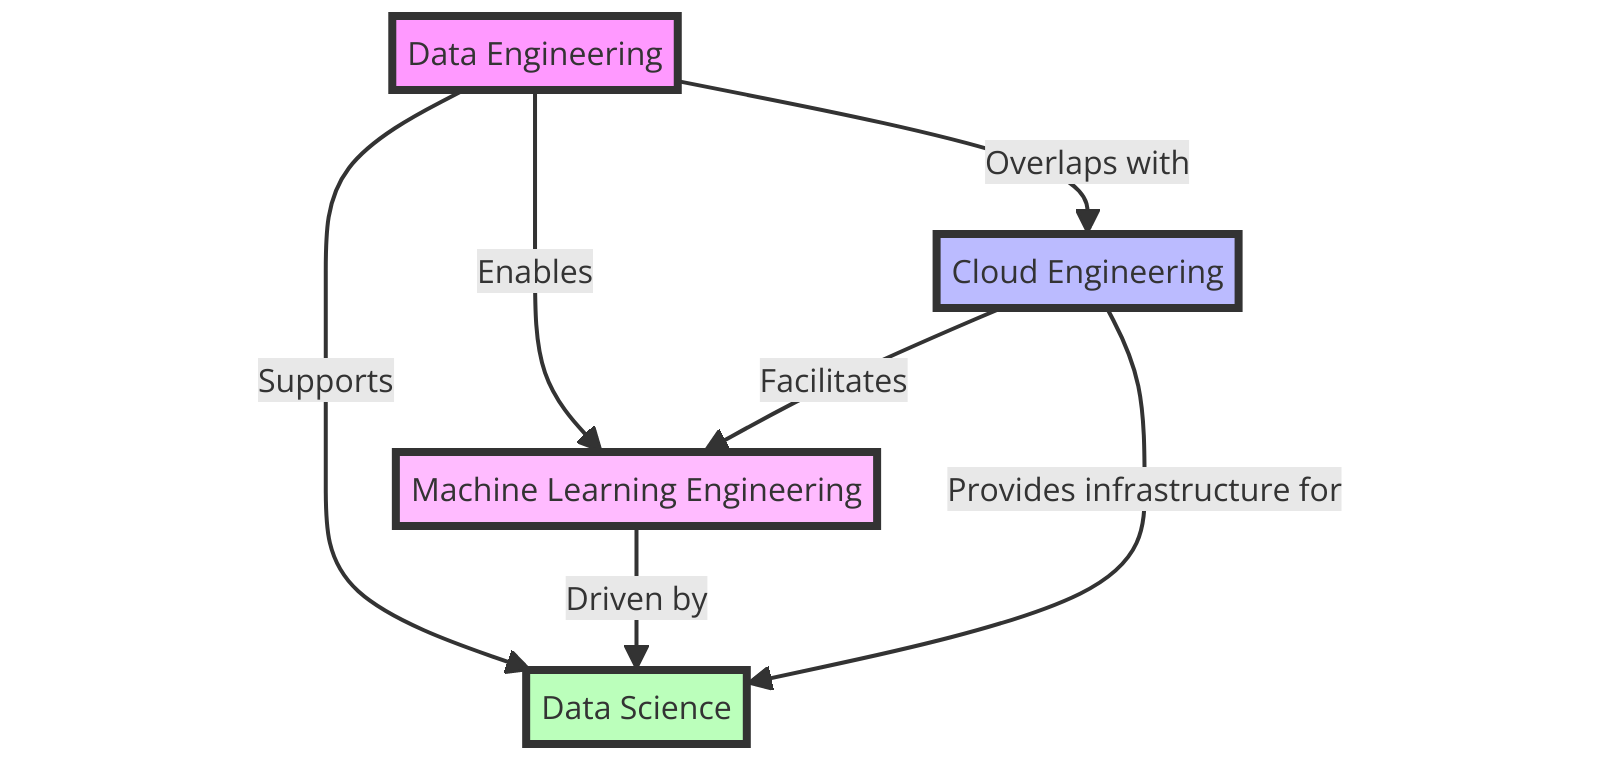 Data Engineering
Overlaps with
Enables
Cloud Engineering
Supports
Facilitates
Machine Learning Engineering
Provides infrastructure for
Driven by
Data Science